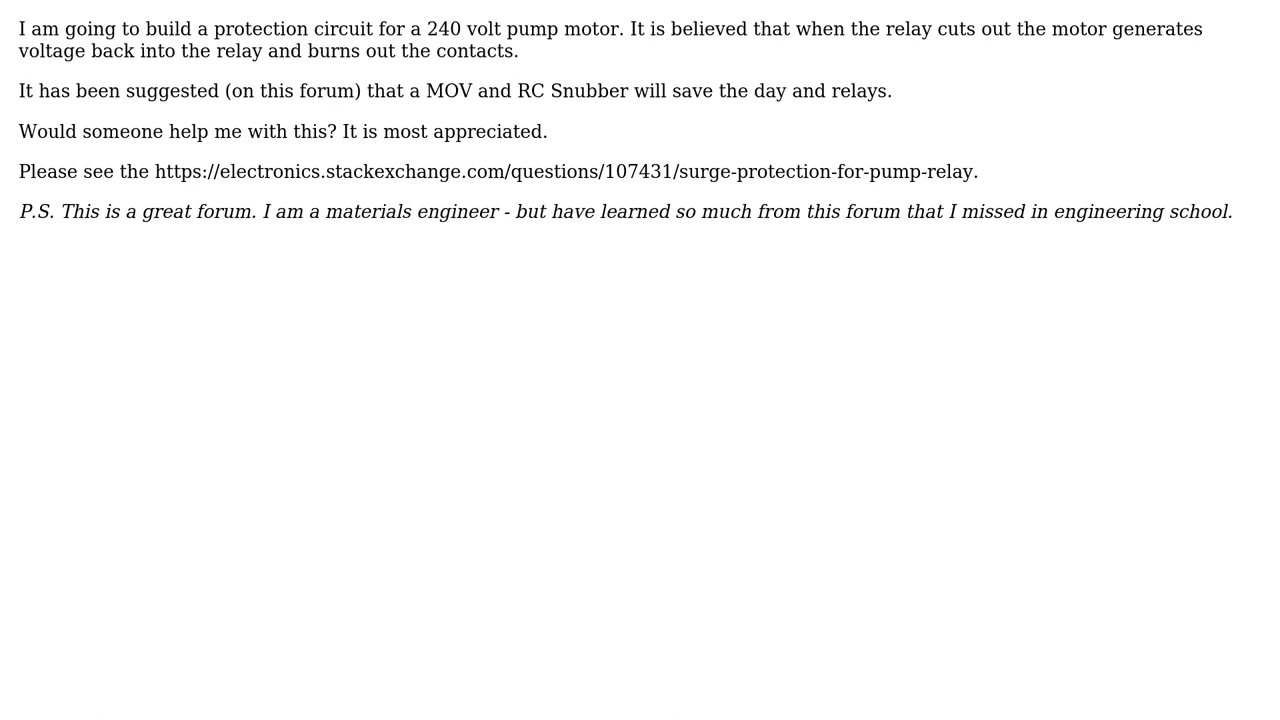 I am going to build a protection circuit for a 240 volt pump motor. It is believed that when the relay cuts out the motor generates
voltage back into the relay and burns out the contacts.
It has been suggested (on this forum) that a MOV and RC Snubber will save the day and relays.
Would someone help me with this? It is most appreciated.
Please see the https://electronics.stackexchange.com/questions/107431/surge-protection-for-pump-relay.
P.S. This is a great forum. I am a materials engineer - but have learned so much from this forum that I missed in engineering school.